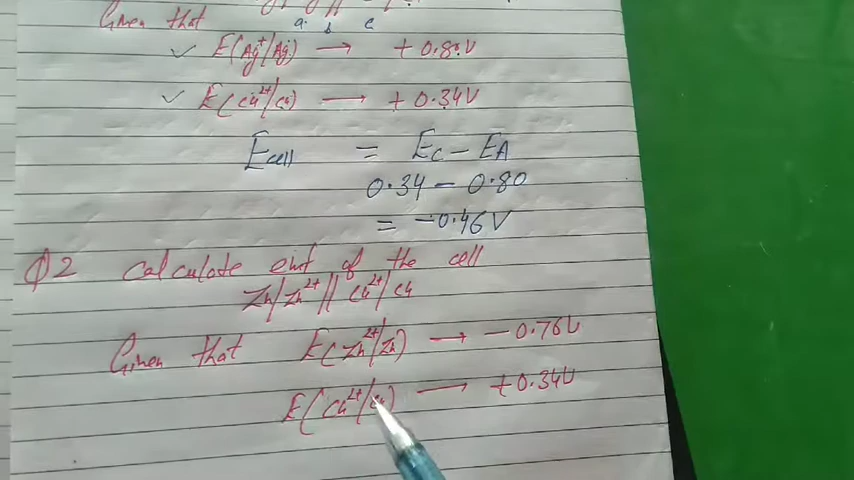 Given that
a b c
✓ E(Ag⁺/Ag) → + 0.80V
✓ E(Cu²⁺/Cu) → + 0.34V
Ecell = Ec - EA
0.34 - 0.80
= -0.46V
Q2 Calculate emf of the cell
Zn/Zn²⁺ || Cu²⁺/Cu
Given that E(Zn²⁺/Zn) → - 0.76V
E(Cu²⁺/Cu) → +0.34V